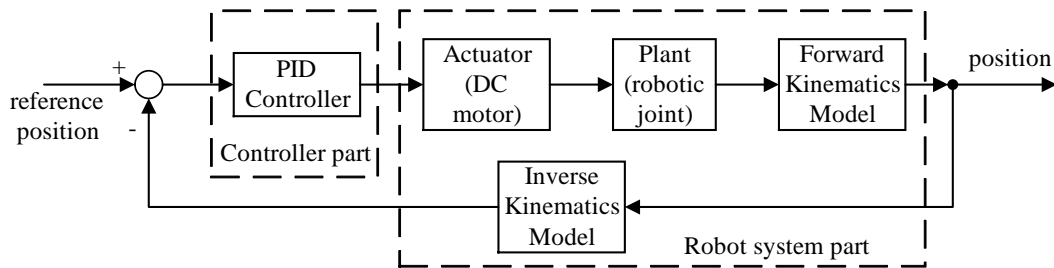 +
-
reference
position
PID
Controller
Controller part
Actuator
(DC
motor)
Plant
(robotic
joint)
Forward
Kinematics
Model
position
Inverse
Kinematics
Model
Robot system part